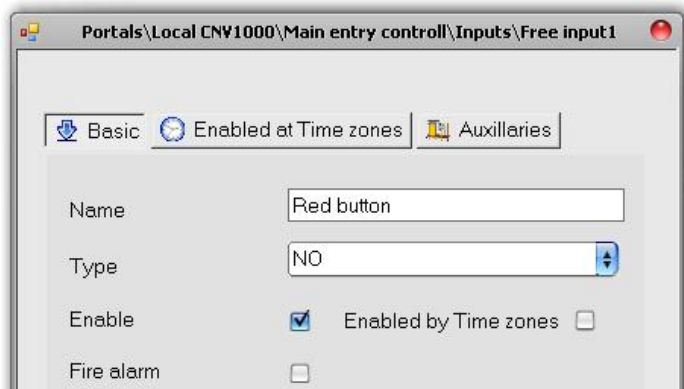 Portals\Local CNV1000\Main entry controll\Inputs\Free input1
Basic Enabled at Time zones Auxillaries
Name Red button
Type NO
Enable Enabled by Time zones
Fire alarm